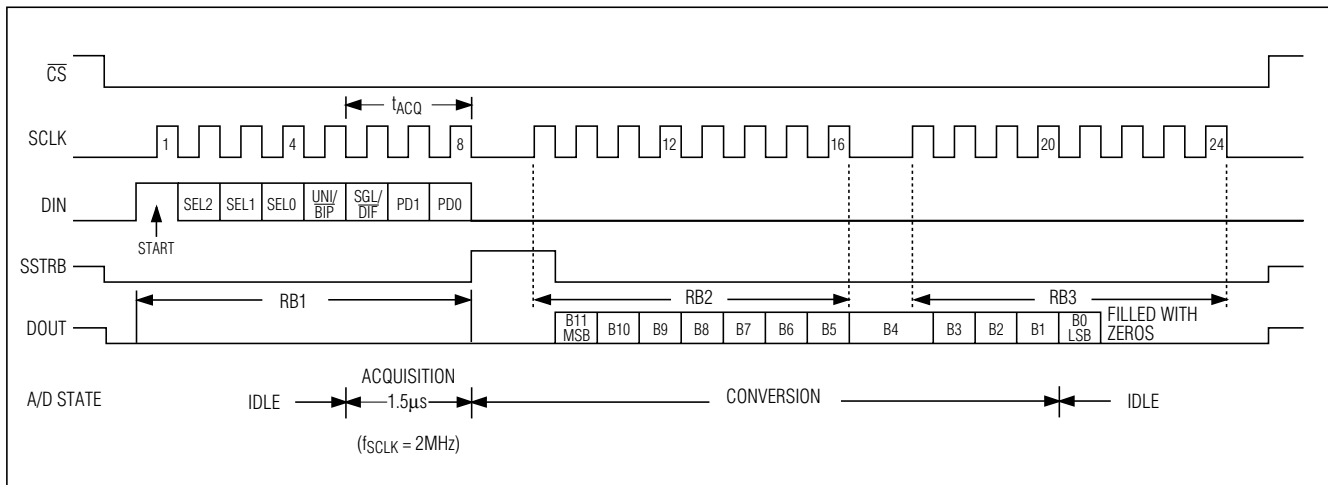 CS
tACQ
SCLK 1 4 8 12 16 20 24
DIN SEL2 SEL1 SEL0 UNI/BIP SGL/DIF PD1 PD0
START
SSTRB
RB1 RB2 RB3
DOUT B11 MSB B10 B9 B8 B7 B6 B5 B4 B3 B2 B1 B0 LSB FILLED WITH ZEROS
A/D STATE IDLE ACQUISITION 1.5μs CONVERSION IDLE
(fSCLK = 2MHz)